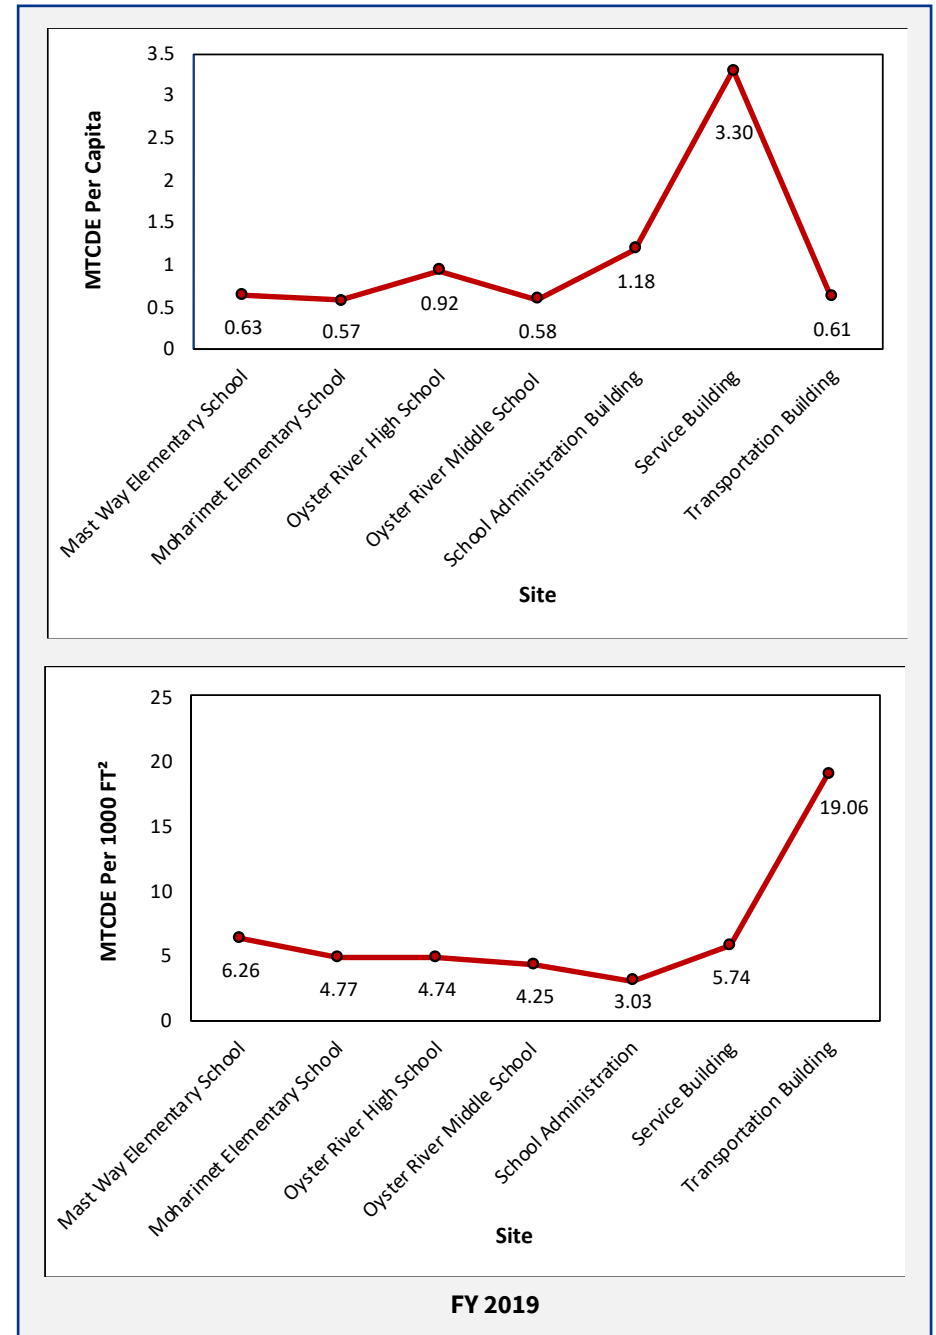 3.5
3
2.5
2
1.5
1
0.5
0
MTCDE Per Capita
0.63
0.57
0.92
0.58
1.18
3.30
0.61
Mast Way Elementary School
Moharimet Elementary School
Oyster River High School
Oyster River Middle School
School Administration Building
Service Building
Transportation Building
Site
25
20
15
10
5
0
MTCDE Per 1000 FT²
6.26
4.77
4.74
4.25
3.03
5.74
19.06
Mast Way Elementary School
Moharimet Elementary School
Oyster River High School
Oyster River Middle School
School Administration
Service Building
Transportation Building
Site
FY 2019